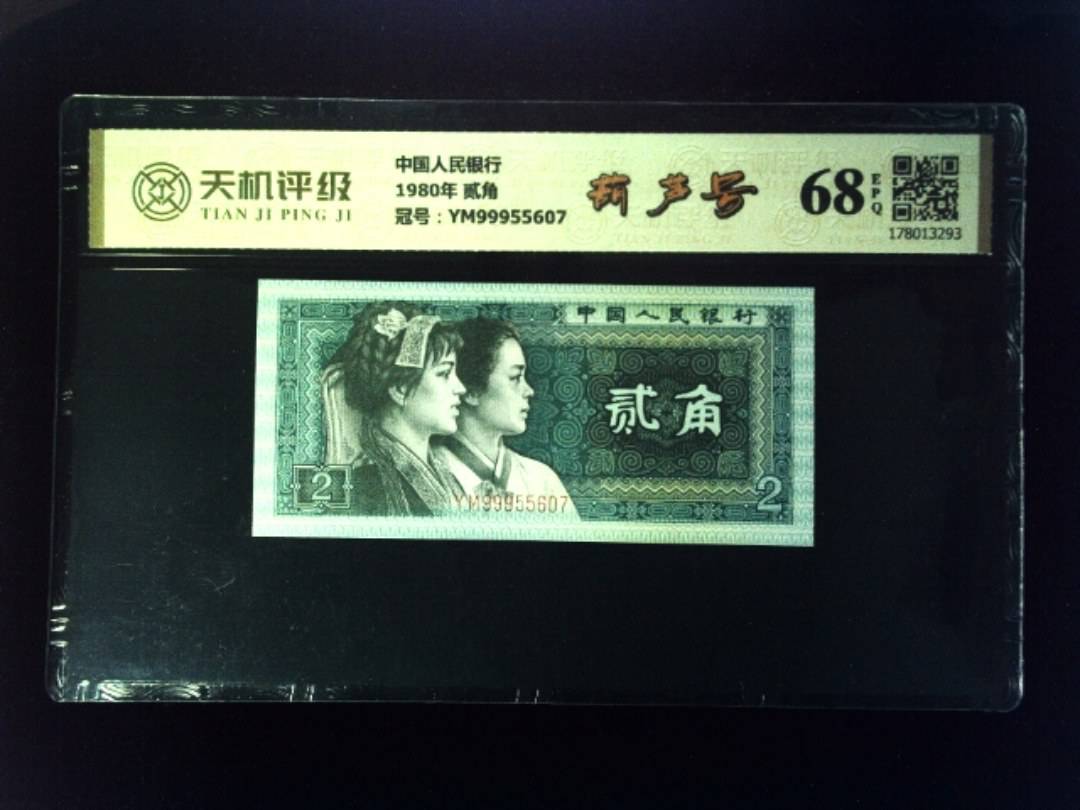 天机评级
TIAN JI PING JI
中国人民银行
1980年 贰角
冠号：YM99955607
葫芦号
68
EPQ
178013293
中国人民银行
贰角
2
YM99955607
2